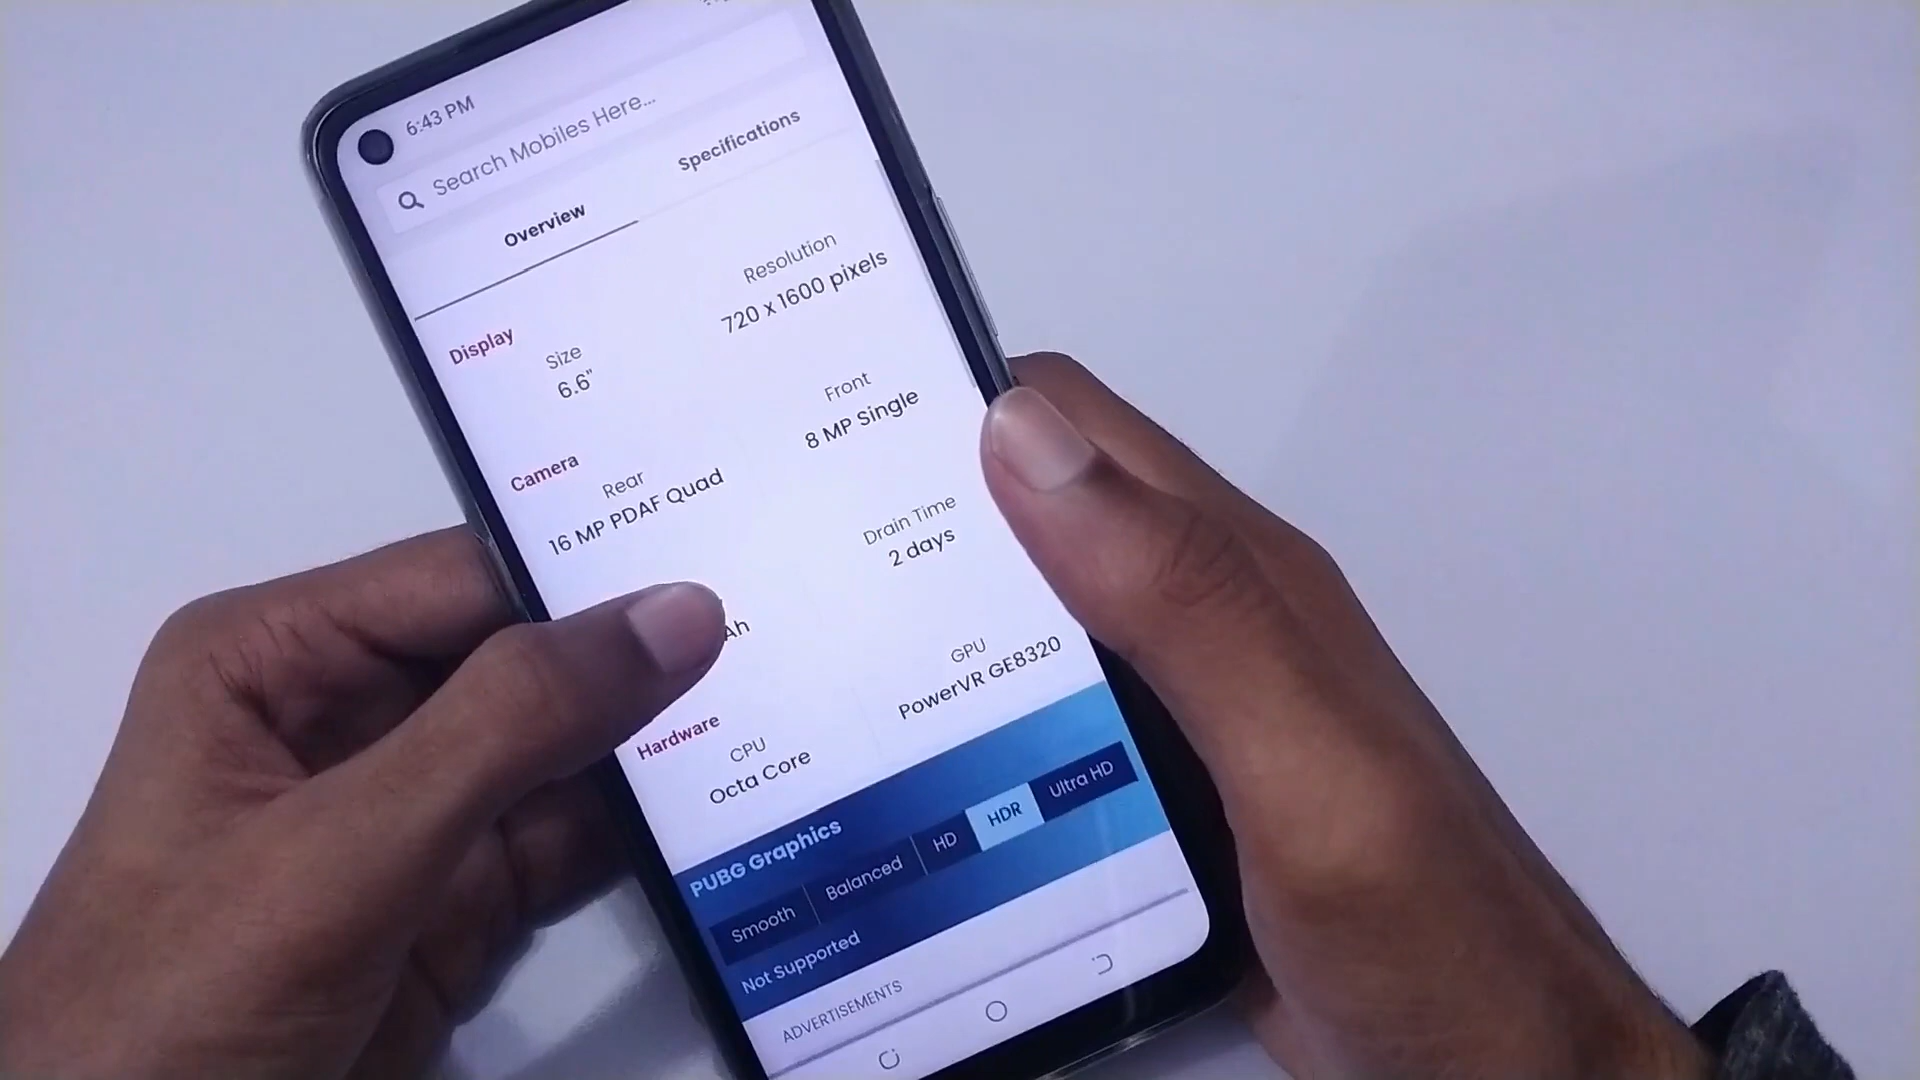 6:43 PM
Search Mobiles Here...
Overview
Specifications
Display
Size
6.6"
Resolution
720 x 1600 pixels
Camera
Rear
16 MP PDAF Quad
Front
8 MP Single
Ah
Drain Time
2 days
Hardware
CPU
Octa Core
GPU
PowerVR GE8320
PUBG Graphics
Smooth
Balanced
HD
HDR
Ultra HD
Not Supported
ADVERTISEMENTS